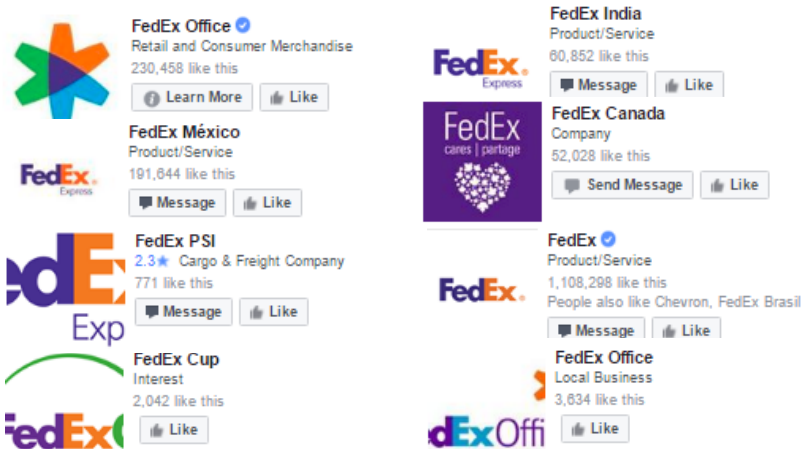 FedEx Office
Retail and Consumer Merchandise
230,458 like this
Learn More
Like
FedEx Express
FedEx México
Product/Service
191,644 like this
Message
Like
edEx
Exp
FedEx PSI
2.3★ Cargo & Freight Company
771 like this
Message
Like
FedEx
FedEx Cup
Interest
2,042 like this
Like
FedEx
Express
FedEx India
Product/Service
60,852 like this
Message
Like
FedEx
cares | partage
FedEx Canada
Company
52,028 like this
Send Message
Like
FedEx
FedEx
Product/Service
1,108,298 like this
People also like Chevron, FedEx Brasil
Message
Like
dExOffi
FedEx Office
Local Business
3,634 like this
Like